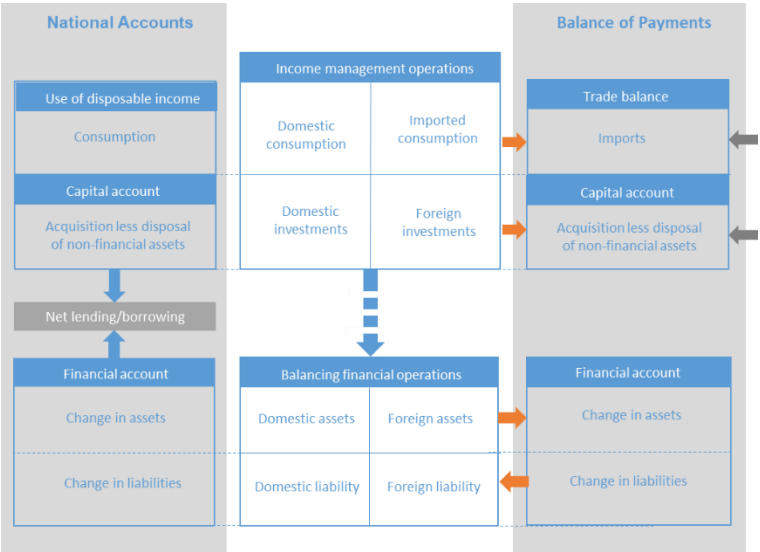 National Accounts
Balance of Payments
Income management operations
Use of disposable income
Trade balance
Consumption
Domestic
consumption
Imported
consumption
Imports
Capital account
Capital account
Acquisition less disposal
of non-financial assets
Domestic
investments
Foreign
investments
Acquisition less disposal
of non-financial assets
Net lending/borrowing
Financial account
Balancing financial operations
Financial account
Change in assets
Domestic assets
Foreign assets
Change in assets
Change in liabilities
Domestic liability
Foreign liability
Change in liabilities